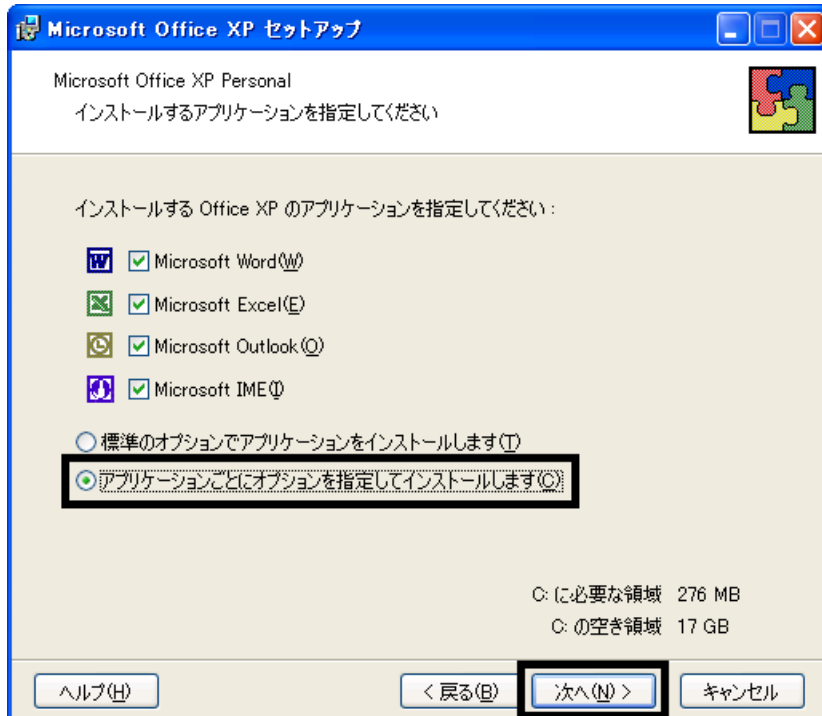 Microsoft Office XP セットアップ
Microsoft Office XP Personal
インストールするアプリケーションを指定してください
インストールする Office XP のアプリケーションを指定してください：
Microsoft Word(W)
Microsoft Excel(E)
Microsoft Outlook(O)
Microsoft IME(I)
標準のオプションでアプリケーションをインストールします(T)
アプリケーションごとにオプションを指定してインストールします(C)
C: に必要な領域 276 MB
C: の空き領域 17 GB
ヘルプ(H) < 戻る(B) 次へ(N) > キャンセル